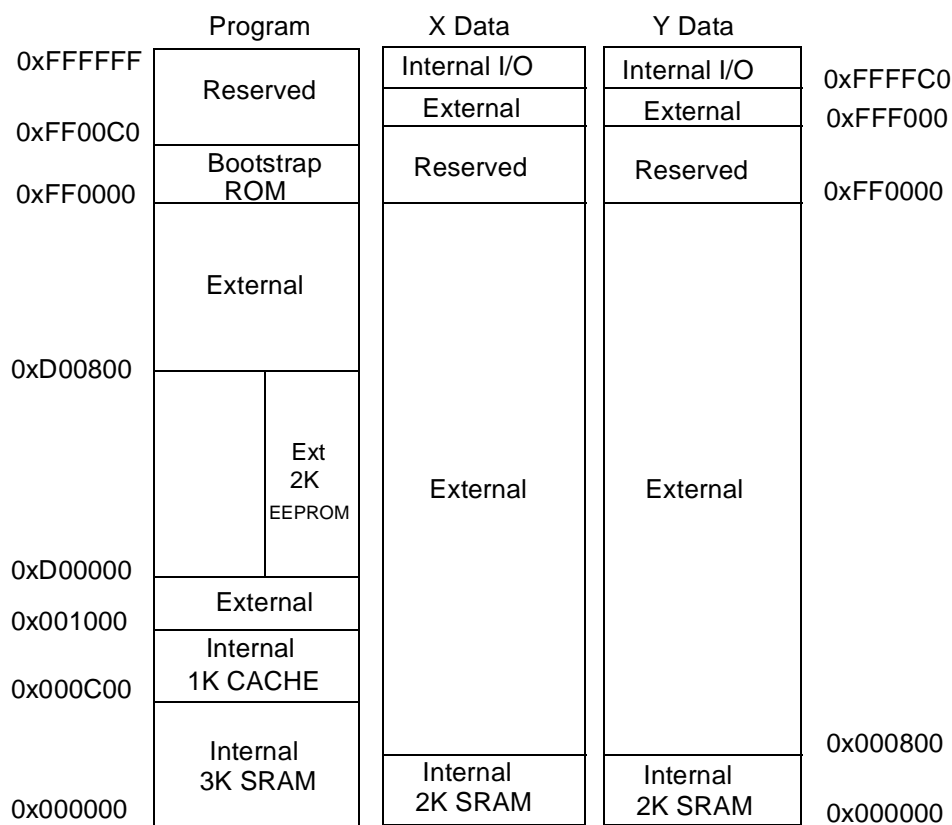 Program
X Data
Y Data
0xFFFFFF
Reserved
Internal I/O
Internal I/O
0xFFFFC0
External
External
0xFFF000
0xFF00C0
Bootstrap
ROM
Reserved
Reserved
0xFF0000
0xFF0000
External
0xD00800
Ext
2K
EEPROM
External
External
0xD00000
External
0x001000
Internal
1K CACHE
0x000C00
Internal
3K SRAM
0x000800
Internal
2K SRAM
Internal
2K SRAM
0x000000
0x000000